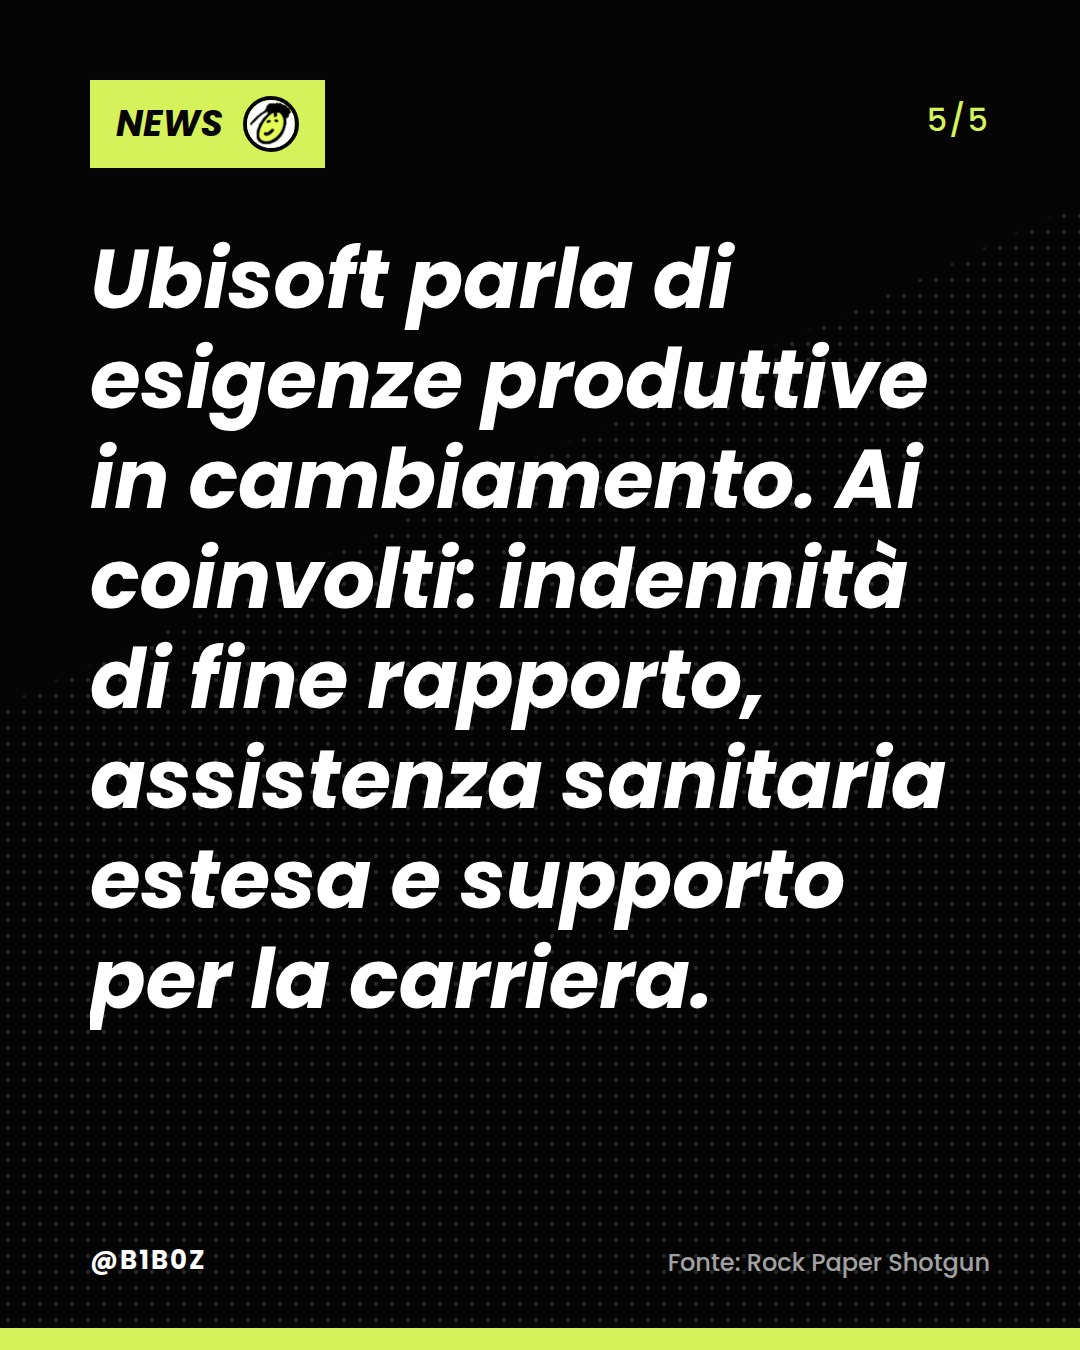 NEWS
5/5
Ubisoft parla di
esigenze produttive
in cambiamento. Ai
coinvolti: indennità
di fine rapporto,
assistenza sanitaria
estesa e supporto
per la carriera.
@B1B0Z
Fonte: Rock Paper Shotgun